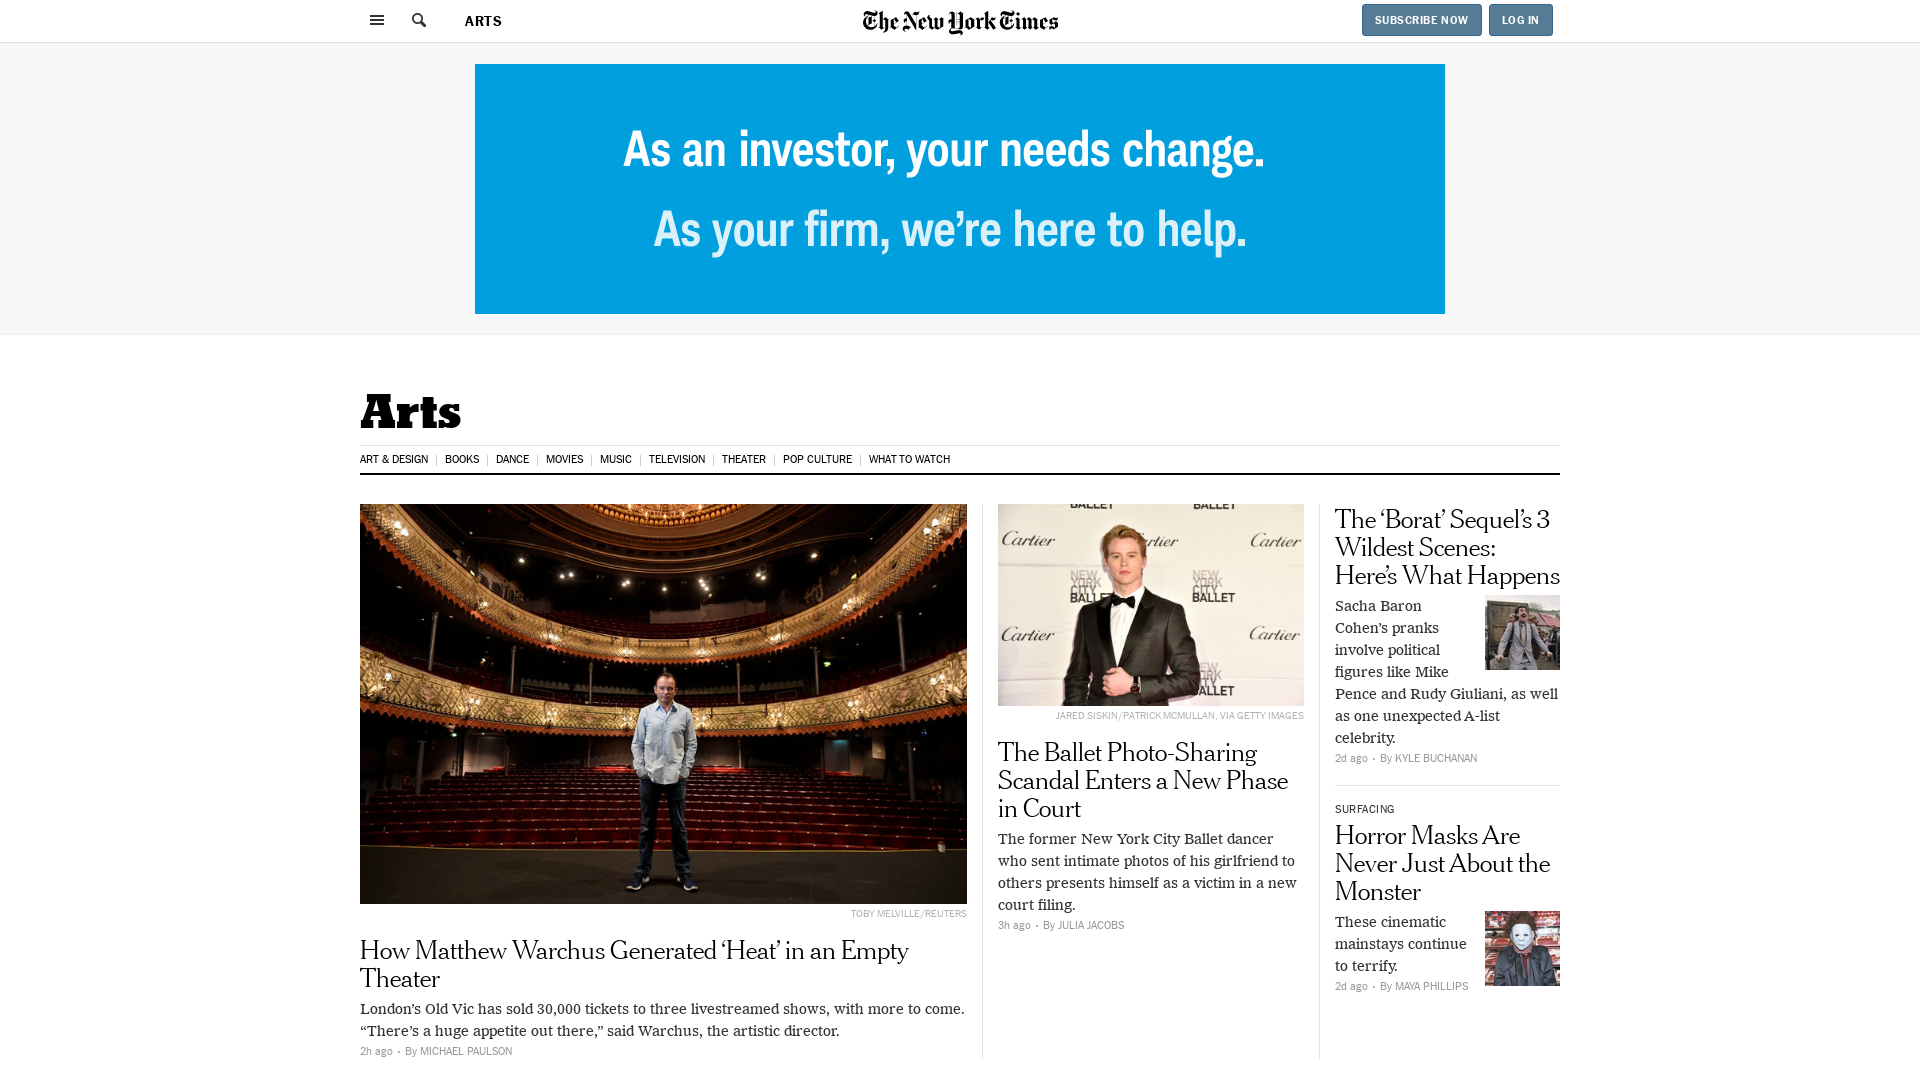 ARTS
The New York Times
SUBSCRIBE NOW
LOG IN
As an investor, your needs change.
As your firm, we’re here to help.
Arts
ART & DESIGN
BOOKS
DANCE
MOVIES
MUSIC
TELEVISION
THEATER
POP CULTURE
WHAT TO WATCH
TOBY MELVILLE/REUTERS
How Matthew Warchus Generated ‘Heat’ in an Empty
Theater
London’s Old Vic has sold 30,000 tickets to three livestreamed shows, with more to come.
“There’s a huge appetite out there,” said Warchus, the artistic director.
2h ago · By MICHAEL PAULSON
BALLET
BALLET
Cartier
Cartier
Cartier
NEW
YORK
CITY
BALLET
NEW
YORK
CITY
BALLET
Cartier
Cartier
NEW
YORK
CITY
BALLET
JARED SISKIN/PATRICK MCMULLAN, VIA GETTY IMAGES
The Ballet Photo-Sharing
Scandal Enters a New Phase
in Court
The former New York City Ballet dancer
who sent intimate photos of his girlfriend to
others presents himself as a victim in a new
court filing.
3h ago · By JULIA JACOBS
The ‘Borat’ Sequel’s 3
Wildest Scenes:
Here’s What Happens
Sacha Baron
Cohen’s pranks
involve political
figures like Mike
Pence and Rudy Giuliani, as well
as one unexpected A-list
celebrity.
2d ago · By KYLE BUCHANAN
SURFACING
Horror Masks Are
Never Just About the
Monster
These cinematic
mainstays continue
to terrify.
2d ago · By MAYA PHILLIPS